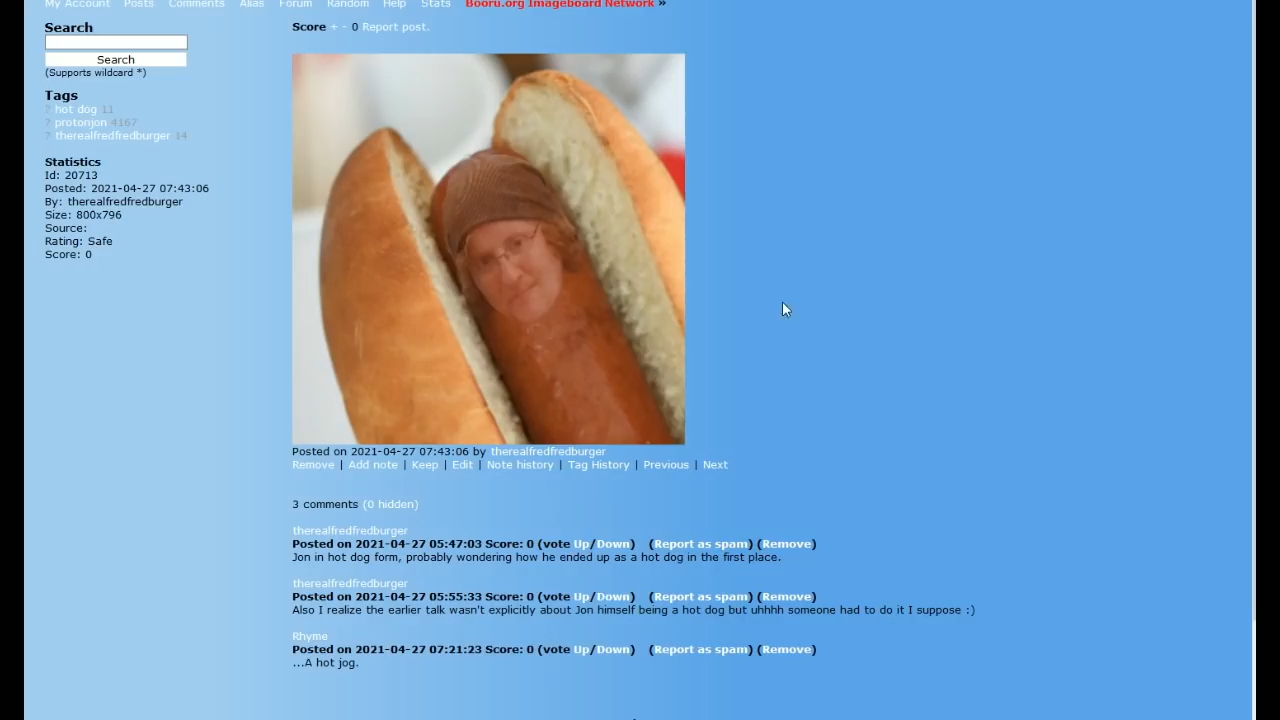 My Account Posts Comments Alias Forum Random Help Stats Booru.org Imageboard Network »
Search
Search
(Supports wildcard *)
Tags
? hot dog 11
? protonjon 4167
? therealfredfredburger 14
Statistics
Id: 20713
Posted: 2021-04-27 07:43:06
By: therealfredfredburger
Size: 800x796
Source:
Rating: Safe
Score: 0
Score + - 0 Report post.
Posted on 2021-04-27 07:43:06 by therealfredfredburger
Remove | Add note | Keep | Edit | Note history | Tag History | Previous | Next
3 comments (0 hidden)
therealfredfredburger
Posted on 2021-04-27 05:47:03 Score: 0 (vote Up/Down) (Report as spam) (Remove)
Jon in hot dog form, probably wondering how he ended up as a hot dog in the first place.
therealfredfredburger
Posted on 2021-04-27 05:55:33 Score: 0 (vote Up/Down) (Report as spam) (Remove)
Also I realize the earlier talk wasn't explicitly about Jon himself being a hot dog but uhhhh someone had to do it I suppose :)
Rhyme
Posted on 2021-04-27 07:21:23 Score: 0 (vote Up/Down) (Report as spam) (Remove)
...A hot jog.